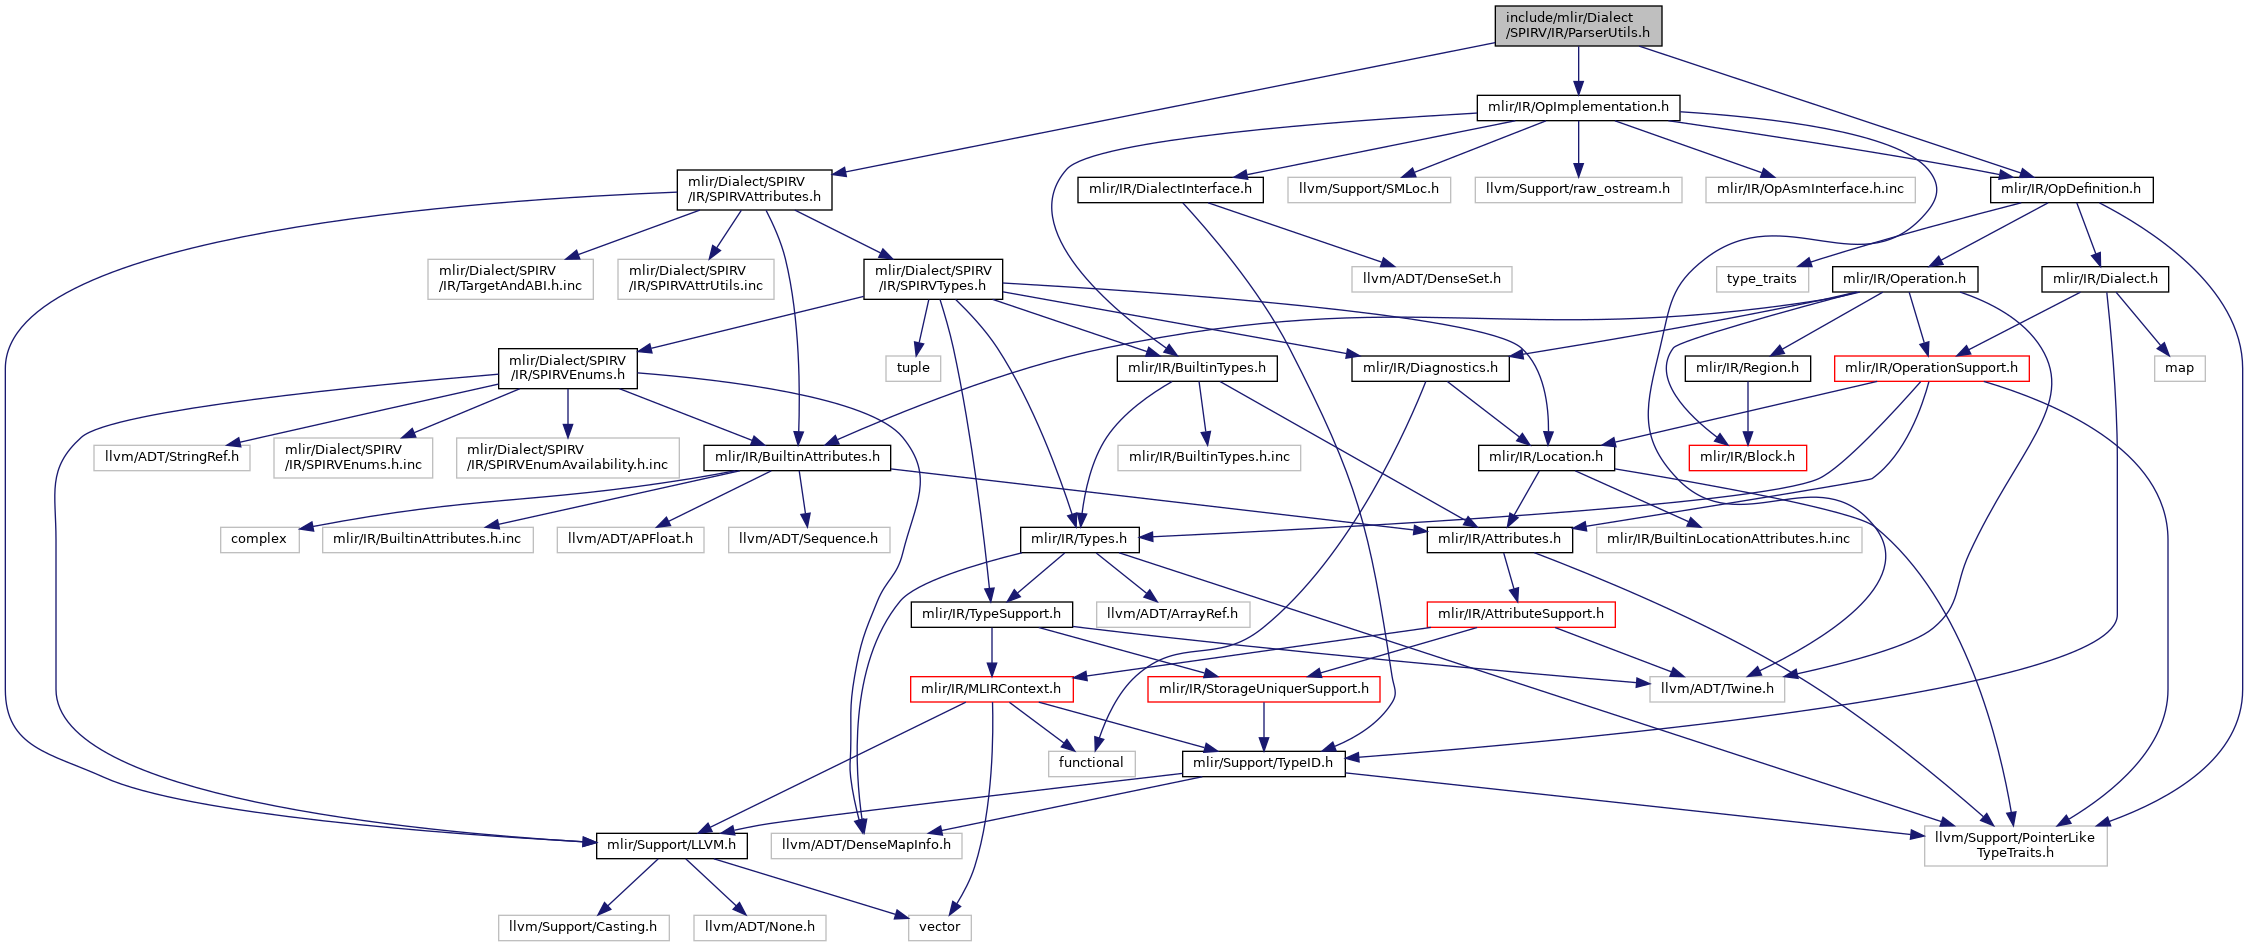 include/mlir/Dialect
/SPIRV/IR/ParserUtils.h
mlir/IR/OpImplementation.h
mlir/Dialect/SPIRV
/IR/SPIRVAttributes.h
mlir/IR/DialectInterface.h
llvm/Support/SMLoc.h
llvm/Support/raw_ostream.h
mlir/IR/OpAsmInterface.h.inc
mlir/IR/OpDefinition.h
mlir/Dialect/SPIRV
/IR/TargetAndABI.h.inc
mlir/Dialect/SPIRV
/IR/SPIRVAttrUtils.inc
mlir/Dialect/SPIRV
/IR/SPIRVTypes.h
llvm/ADT/DenseSet.h
type_traits
mlir/IR/Operation.h
mlir/IR/Dialect.h
mlir/Dialect/SPIRV
/IR/SPIRVEnums.h
tuple
mlir/IR/BuiltinTypes.h
mlir/IR/Diagnostics.h
mlir/IR/Region.h
mlir/IR/OperationSupport.h
map
llvm/ADT/StringRef.h
mlir/Dialect/SPIRV
/IR/SPIRVEnums.h.inc
mlir/Dialect/SPIRV
/IR/SPIRVEnumAvailability.h.inc
mlir/IR/BuiltinAttributes.h
mlir/IR/BuiltinTypes.h.inc
mlir/IR/Location.h
mlir/IR/Block.h
complex
mlir/IR/BuiltinAttributes.h.inc
llvm/ADT/APFloat.h
llvm/ADT/Sequence.h
mlir/IR/Types.h
mlir/IR/Attributes.h
mlir/IR/BuiltinLocationAttributes.h.inc
mlir/IR/TypeSupport.h
llvm/ADT/ArrayRef.h
mlir/IR/AttributeSupport.h
mlir/IR/MLIRContext.h
mlir/IR/StorageUniquerSupport.h
llvm/ADT/Twine.h
functional
mlir/Support/TypeID.h
mlir/Support/LLVM.h
llvm/ADT/DenseMapInfo.h
llvm/Support/PointerLike
TypeTraits.h
llvm/Support/Casting.h
llvm/ADT/None.h
vector